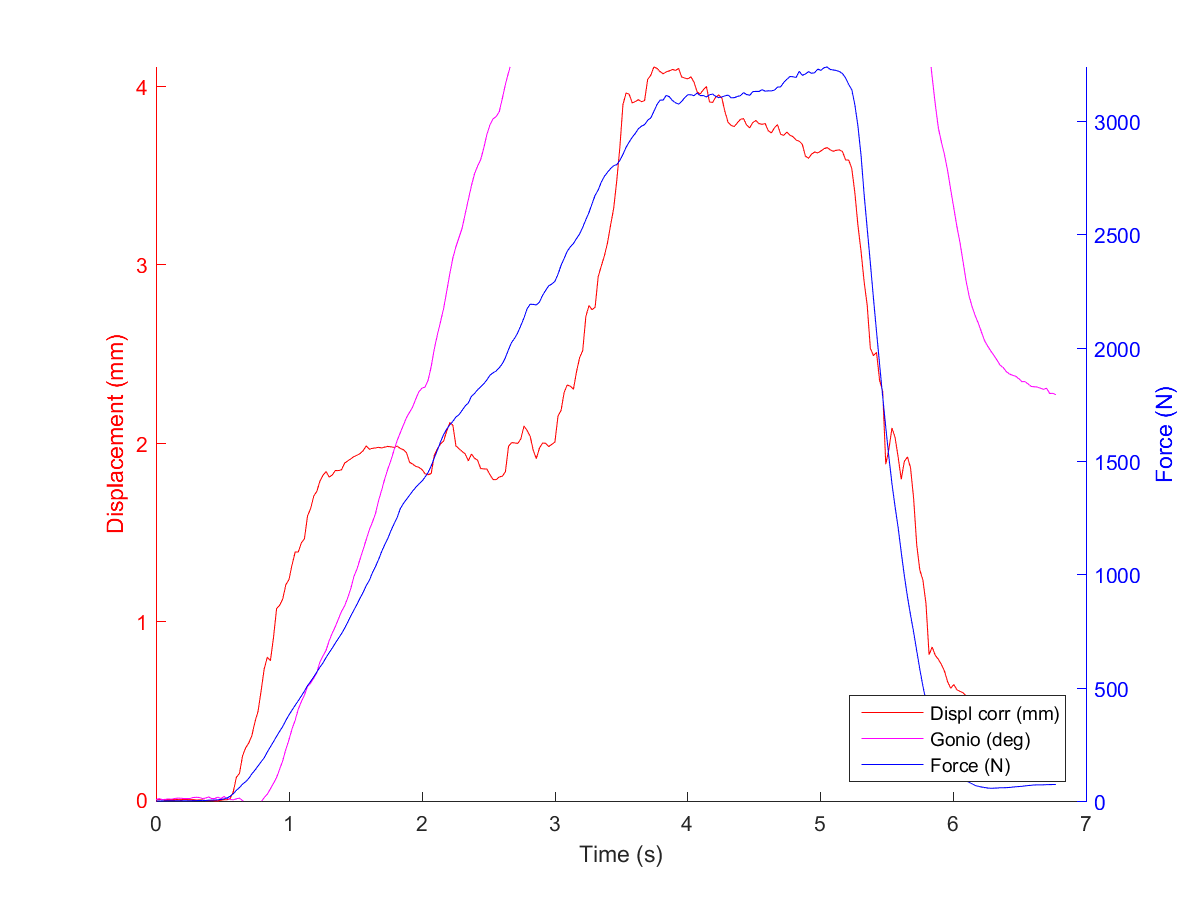 4
3
2
1
0
Displacement (mm)
3000
2500
2000
1500
1000
500
0
Force (N)
Displ corr (mm)
Gonio (deg)
Force (N)
0 1 2 3 4 5 6 7
Time (s)